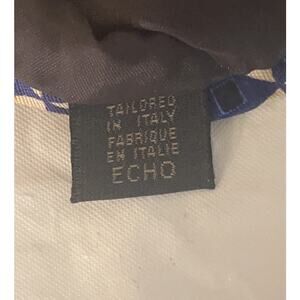 TAILORED
IN ITALY
FABRIQUE
EN ITALIE
ECHO